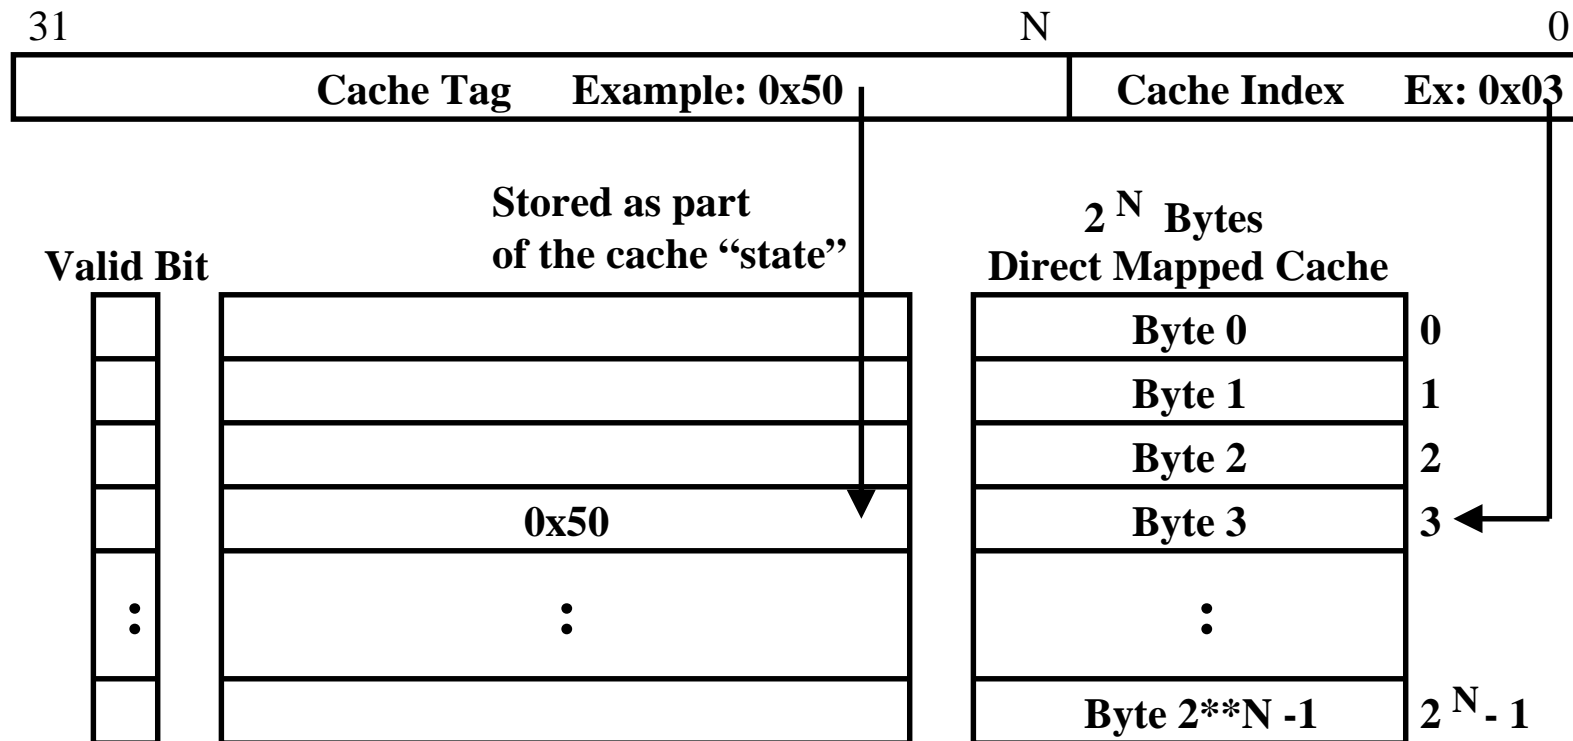 31 N 0
Cache Tag Example: 0x50 Cache Index Ex: 0x03
Stored as part
of the cache “state”
2 N Bytes
Direct Mapped Cache
Valid Bit
Byte 0 0
Byte 1 1
Byte 2 2
0x50 Byte 3 3
: : :
Byte 2**N -1 2 N - 1